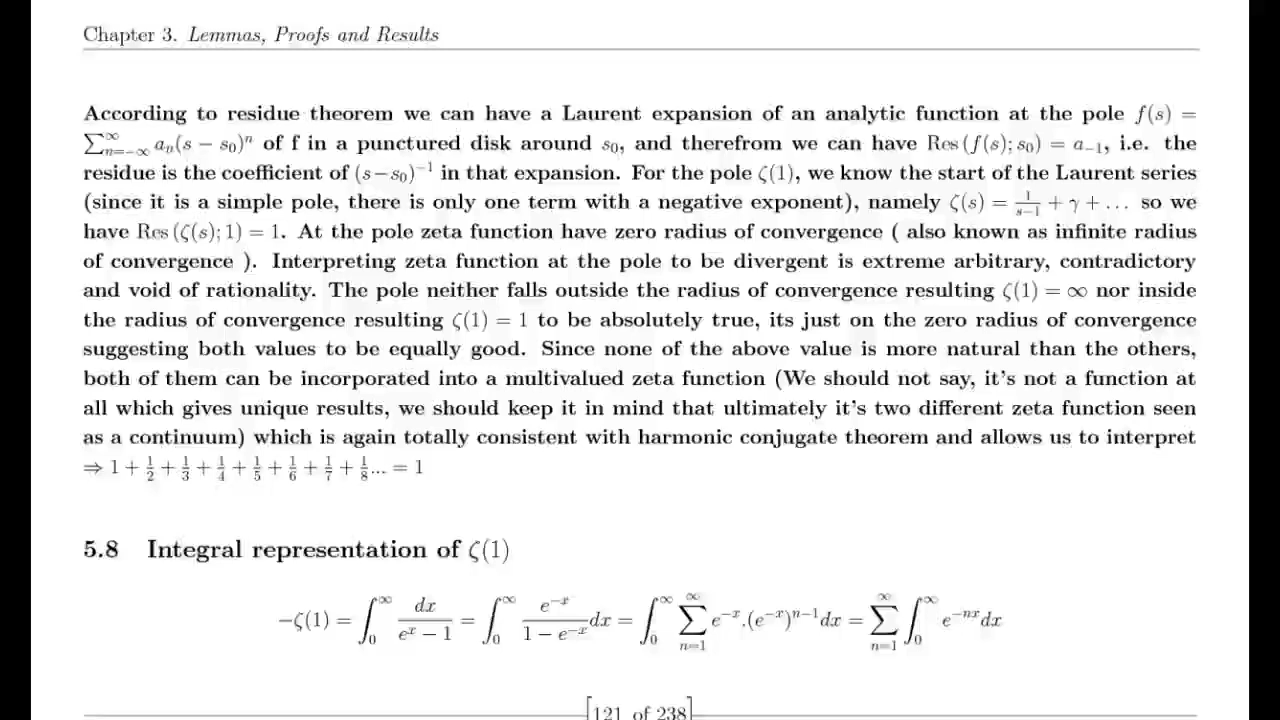 Chapter 3. Lemmas, Proofs and Results
According to residue theorem we can have a Laurent expansion of an analytic function at the pole f(s) =
∑_{n=−∞}^{∞} a_n(s − s_0)^n of f in a punctured disk around s_0, and therefrom we can have Res (f(s); s_0) = a_{−1}, i.e. the
residue is the coefficient of (s−s_0)^{−1} in that expansion. For the pole ζ(1), we know the start of the Laurent series
(since it is a simple pole, there is only one term with a negative exponent), namely ζ(s) = 1/(s−1) + γ + . . . so we
have Res (ζ(s); 1) = 1. At the pole zeta function have zero radius of convergence ( also known as infinite radius
of convergence ). Interpreting zeta function at the pole to be divergent is extreme arbitrary, contradictory
and void of rationality. The pole neither falls outside the radius of convergence resulting ζ(1) = ∞ nor inside
the radius of convergence resulting ζ(1) = 1 to be absolutely true, its just on the zero radius of convergence
suggesting both values to be equally good. Since none of the above value is more natural than the others,
both of them can be incorporated into a multivalued zeta function (We should not say, it's not a function at
all which gives unique results, we should keep it in mind that ultimately it's two different zeta function seen
as a continuum) which is again totally consistent with harmonic conjugate theorem and allows us to interpret
⇒ 1 + 1/2 + 1/3 + 1/4 + 1/5 + 1/6 + 1/7 + 1/8... = 1
5.8 Integral representation of ζ(1)
−ζ(1) = ∫_0^∞ dx/(e^x − 1) = ∫_0^∞ e^{−x}/(1 − e^{−x}) dx = ∫_0^∞ ∑_{n=1}^∞ e^{−x}.(e^{−x})^{n−1} dx = ∑_{n=1}^∞ ∫_0^∞ e^{−nx} dx
[121 of 238]